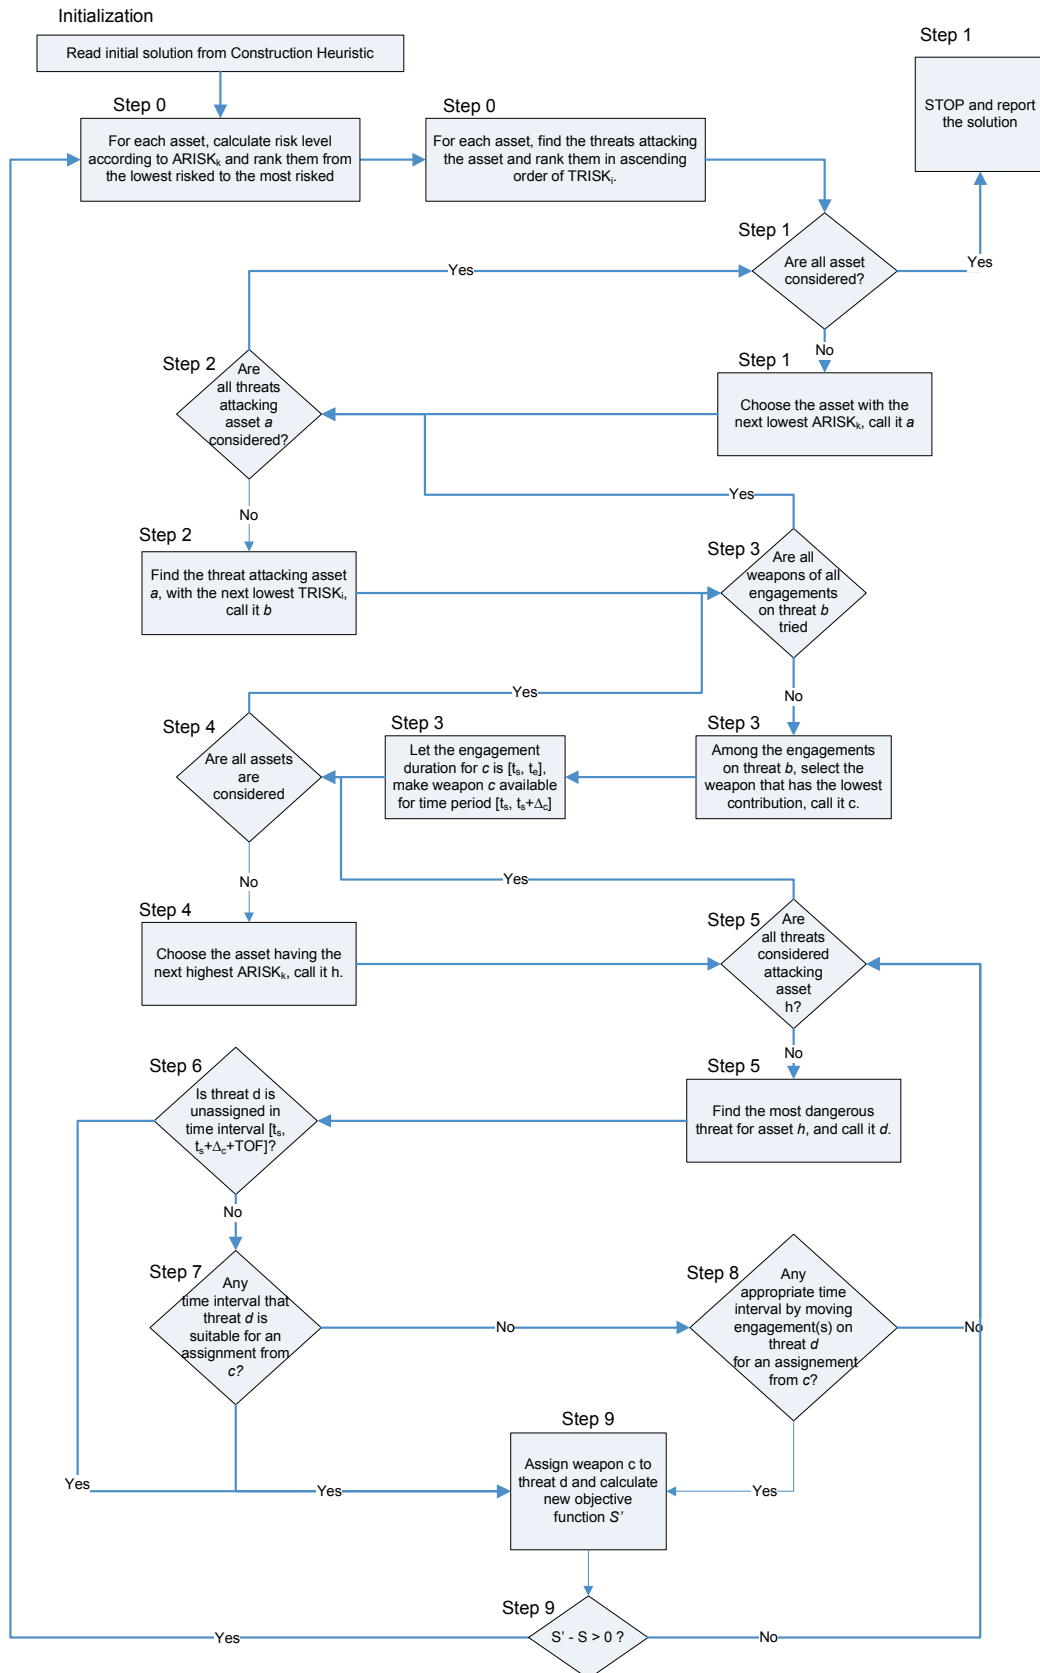 Initialization
Read initial solution from Construction Heuristic
Step 1
STOP and report
the solution
Step 0
For each asset, calculate risk level
according to ARISKk and rank them from
the lowest risked to the most risked
Step 0
For each asset, find the threats attacking
the asset and rank them in ascending
order of TRISKi.
Step 1
Are all asset
considered?
Yes
Yes
No
Step 1
Choose the asset with the
next lowest ARISKk, call it a
Step 2
Are
all threats
attacking
asset a
considered?
No
Yes
Step 2
Find the threat attacking asset
a, with the next lowest TRISKi,
call it b
Step 3
Are all
weapons of all
engagements
on threat b
tried
Yes
No
Step 3
Among the engagements
on threat b, select the
weapon that has the lowest
contribution, call it c.
Step 3
Let the engagement
duration for c is [ts, te],
make weapon c available
for time period [ts, ts+Δc]
Step 4
Are all assets
are
considered
No
Yes
Step 4
Choose the asset having the
next highest ARISKk, call it h.
Step 5
Are
all threats
considered
attacking
asset
h?
No
Step 5
Find the most dangerous
threat for asset h, and call it d.
Step 6
Is threat d is
unassigned in
time interval [ts,
ts+Δc+TOF]?
No
Step 7
Any
time interval that
threat d is
suitable for an
assignment from
c?
No
Step 8
Any
appropriate time
interval by moving
engagement(s) on
threat d
for an assignement
from c?
No
Step 9
Assign weapon c to
threat d and calculate
new objective
function S'
Yes
Yes
Yes
Step 9
S' - S > 0 ?
Yes
No